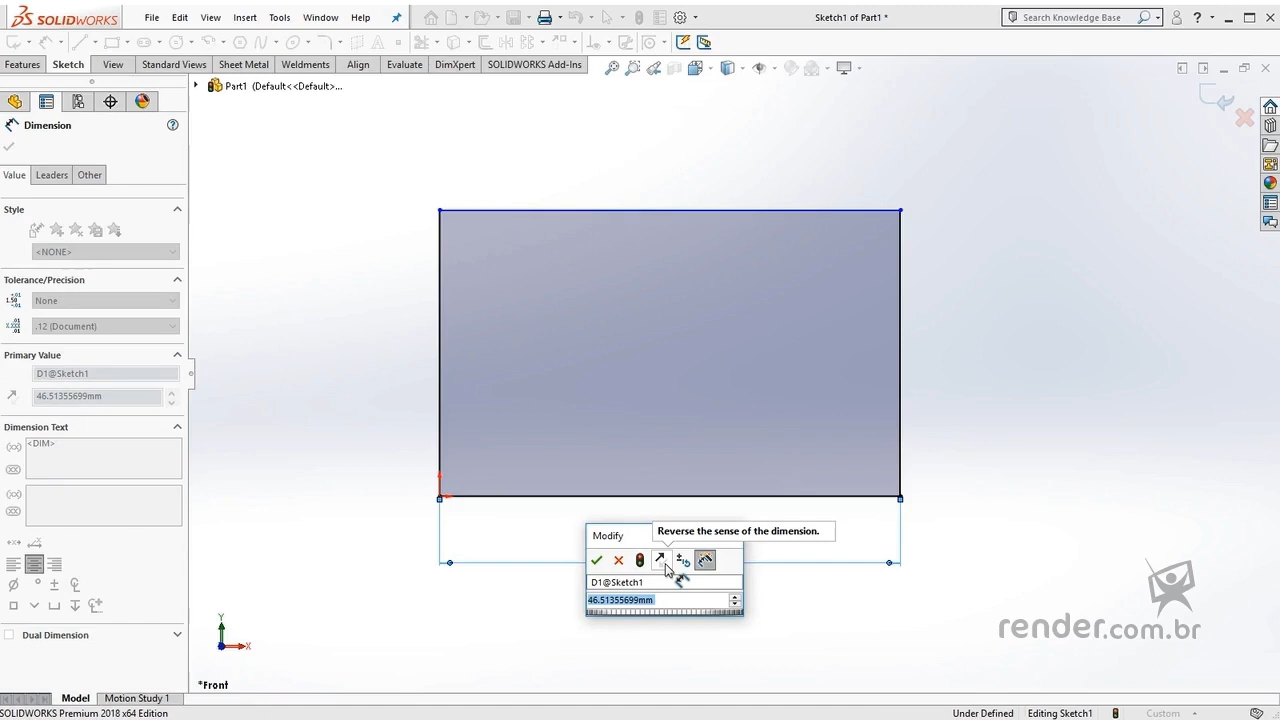 SOLIDWORKS File Edit View Insert Tools Window Help Sketch1 of Part1 * Search Knowledge Base
Features Sketch View Standard Views Sheet Metal Weldments Align Evaluate DimXpert SOLIDWORKS Add-Ins
Part1 (Default<<Default>...
Dimension
Value Leaders Other
Style
<NONE>
Tolerance/Precision
None
.12 (Document)
Primary Value
D1@Sketch1
46.51355699mm
Dimension Text
<DIM>
Dual Dimension
Reverse the sense of the dimension.
Modify
D1@Sketch1
46.51355699mm
Y
X
*Front
render.com.br
Model Motion Study 1
SOLIDWORKS Premium 2018 x64 Edition Under Defined Editing Sketch1 Custom